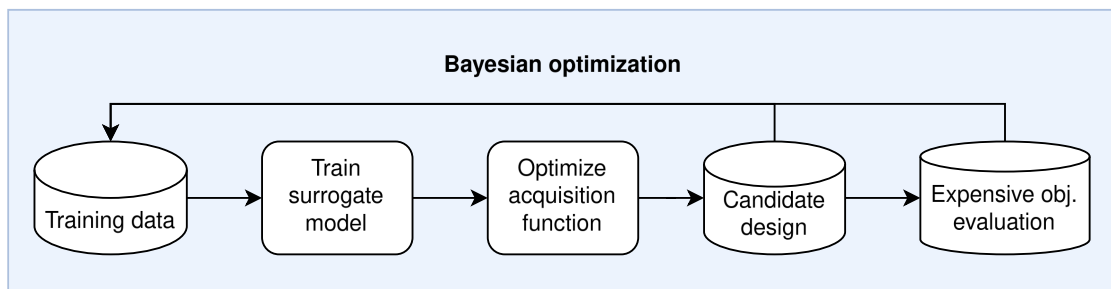 Bayesian optimization
Training data
Train
surrogate
model
Optimize
acquisition
function
Candidate
design
Expensive obj.
evaluation